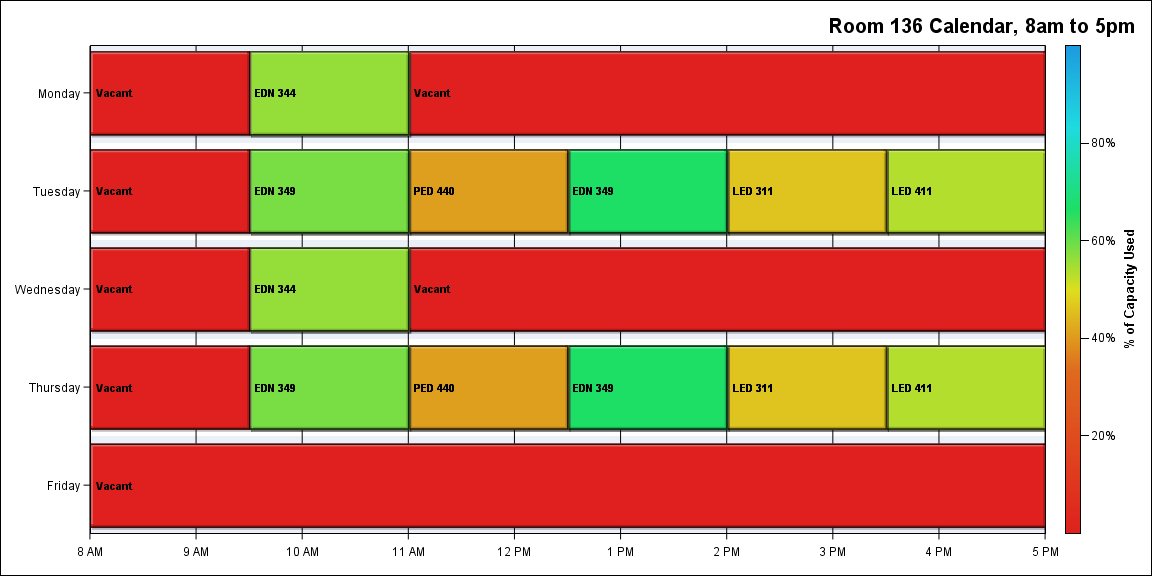 Room 136 Calendar, 8am to 5pm
Monday
Vacant
EDN 344
Vacant
Tuesday
Vacant
EDN 349
PED 440
EDN 349
LED 311
LED 411
Wednesday
Vacant
EDN 344
Vacant
Thursday
Vacant
EDN 349
PED 440
EDN 349
LED 311
LED 411
Friday
Vacant
8 AM
9 AM
10 AM
11 AM
12 PM
1 PM
2 PM
3 PM
4 PM
5 PM
80%
60%
40%
20%
% of Capacity Used